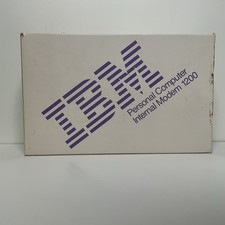 IBM
Personal Computer
Internal Modem 1200